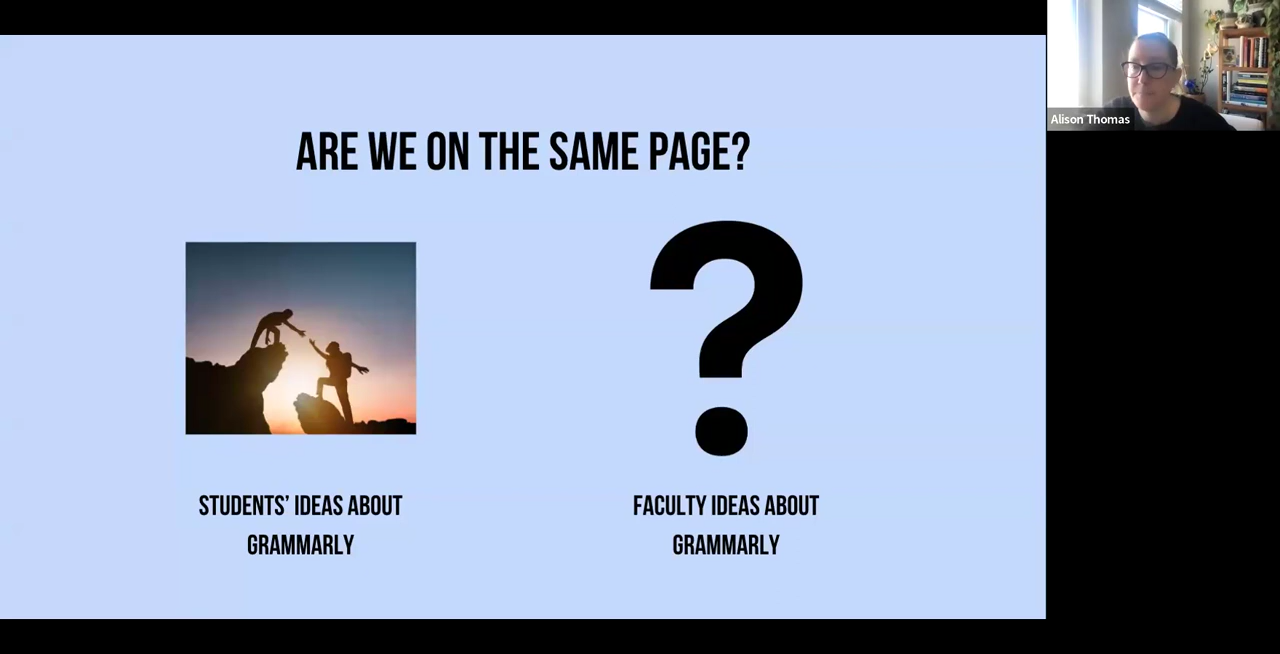 ARE WE ON THE SAME PAGE?
STUDENTS' IDEAS ABOUT
GRAMMARLY
FACULTY IDEAS ABOUT
GRAMMARLY
Alison Thomas